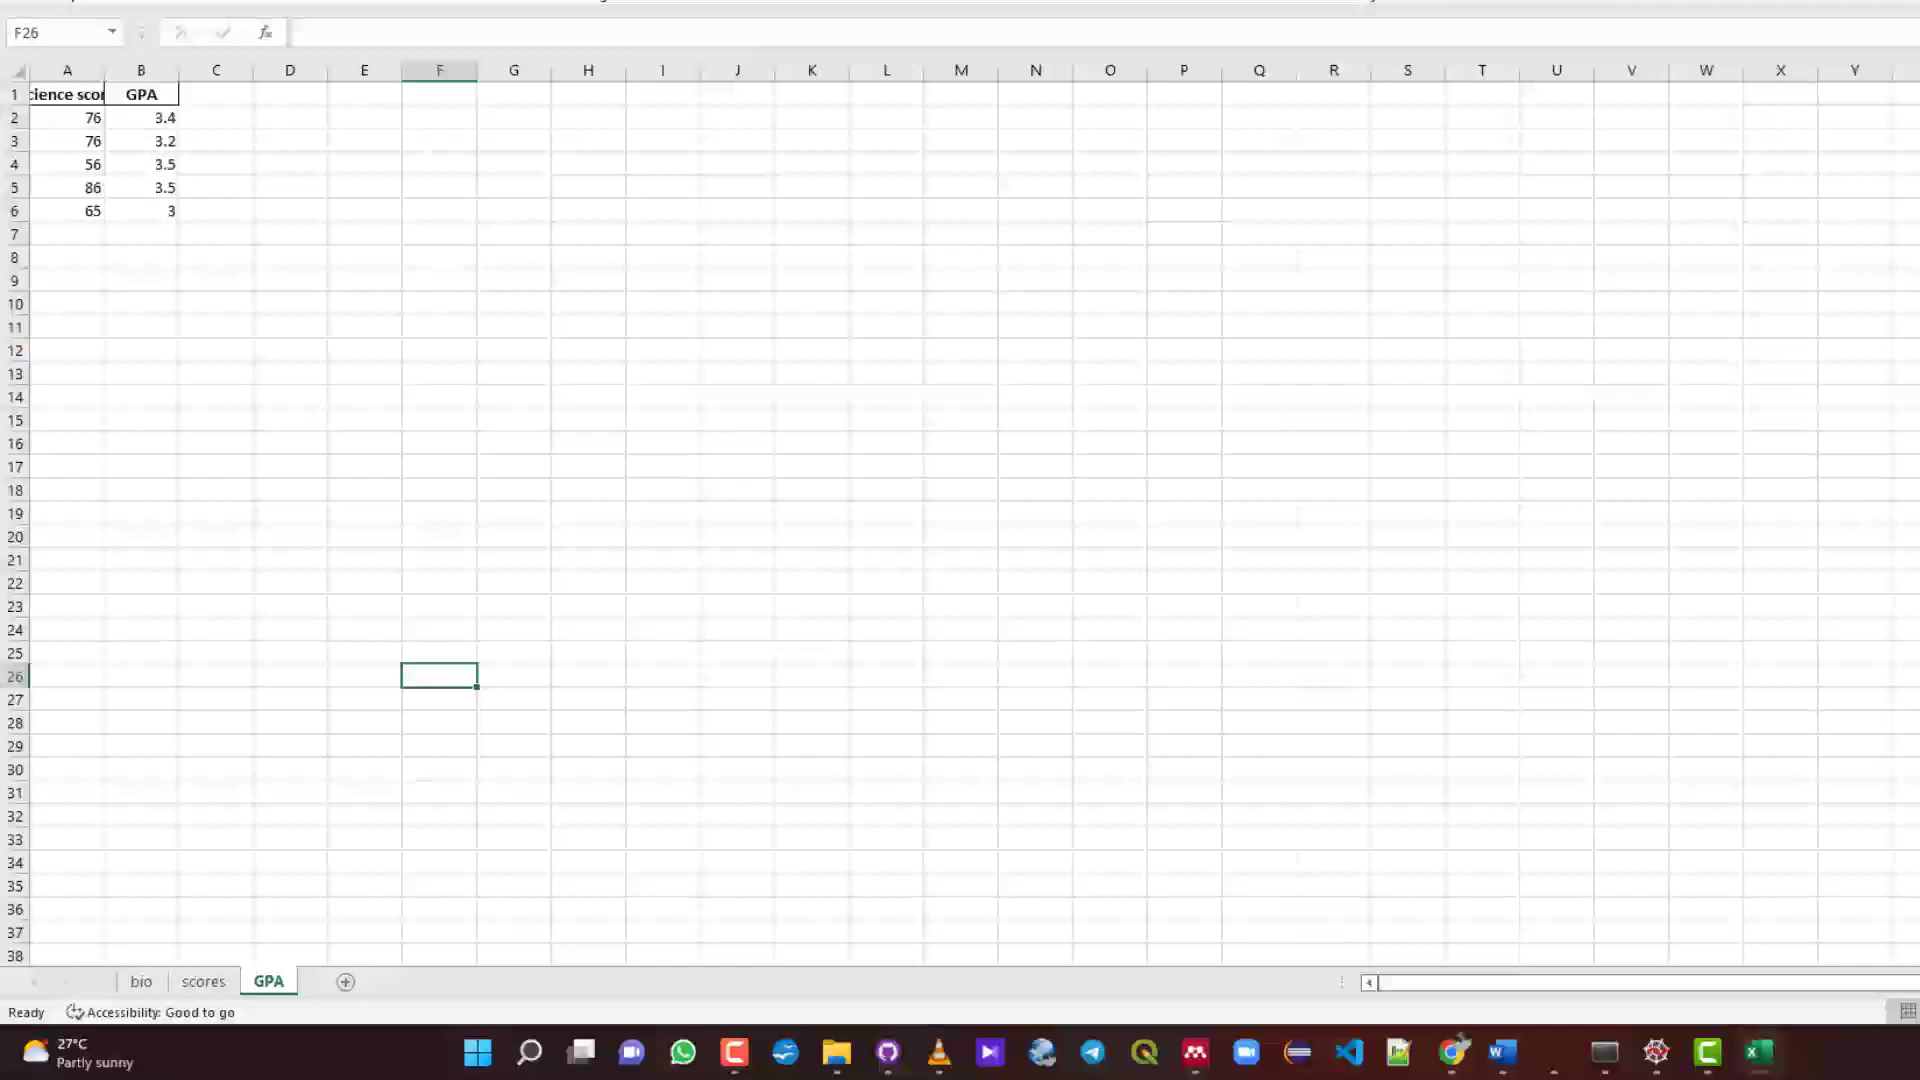 F26 fx
A B C D E F G H I J K L M N O P Q R S T U V W X Y
1 cience scor GPA
2 76 3.4
3 76 3.2
4 56 3.5
5 86 3.5
6 65 3
7
8
9
10
11
12
13
14
15
16
17
18
19
20
21
22
23
24
25
26
27
28
29
30
31
32
33
34
35
36
37
38
bio scores GPA
Ready Accessibility: Good to go
27°C
Partly sunny